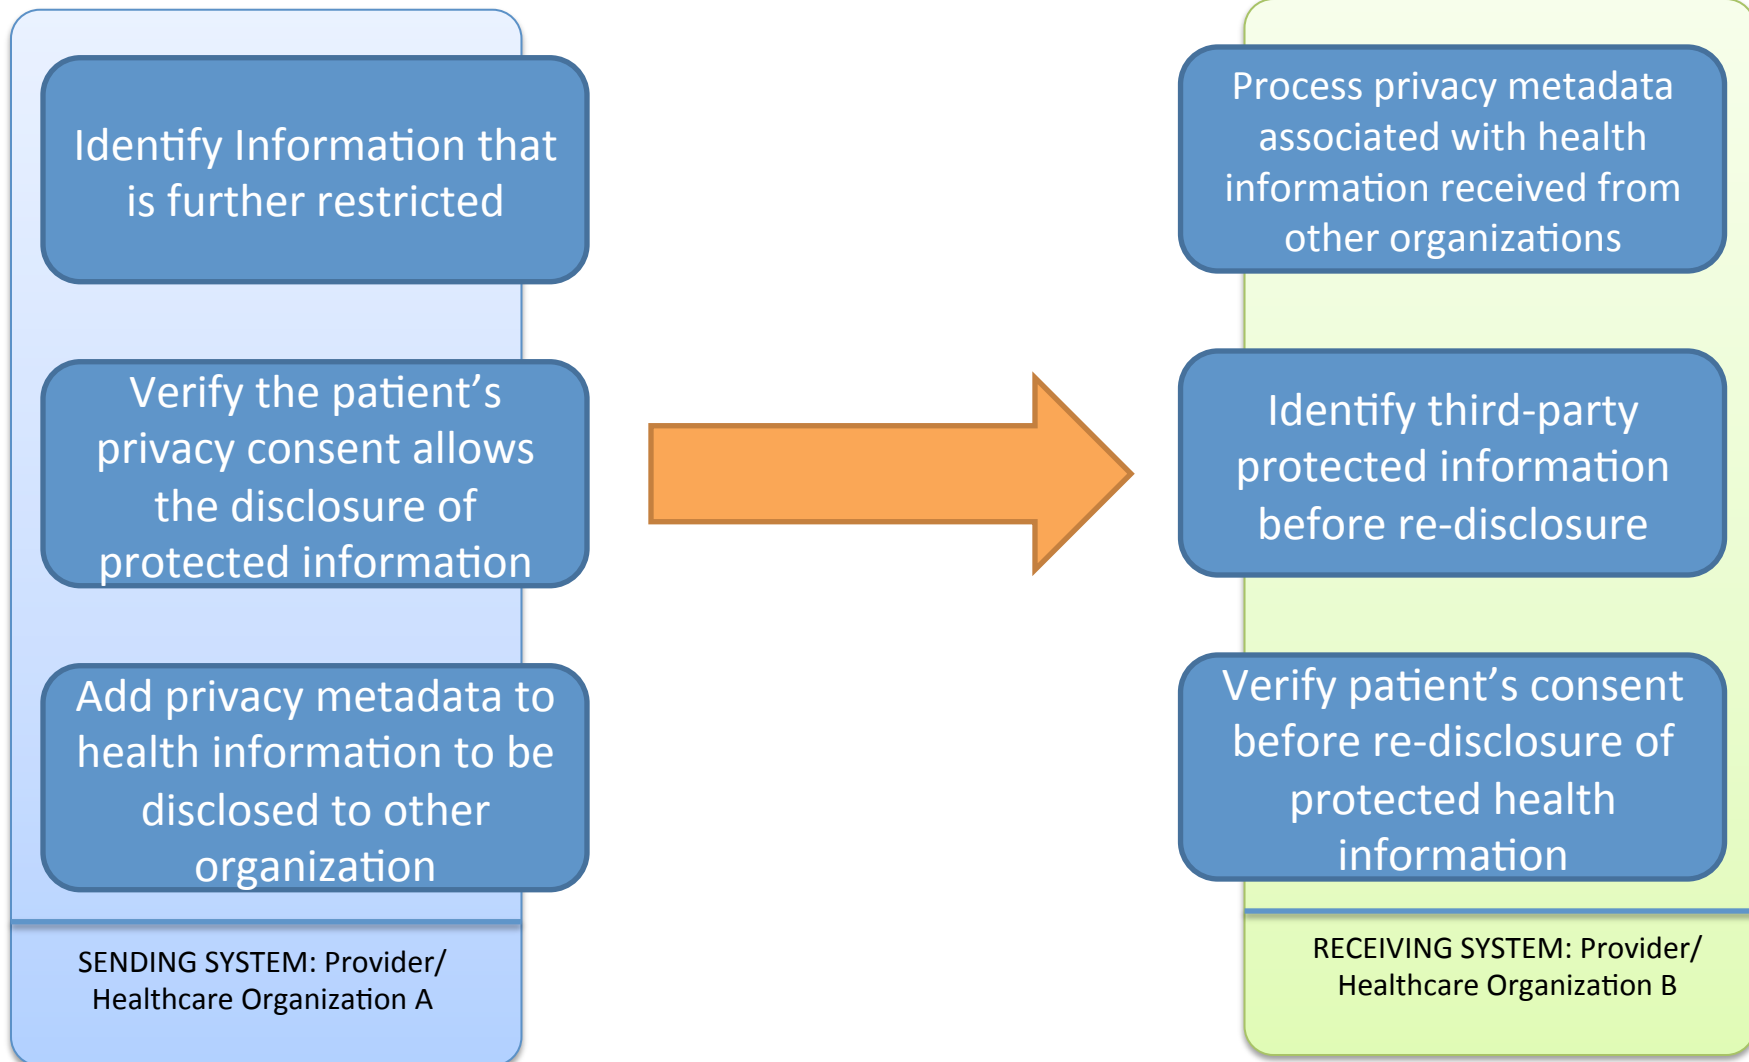 Identify Information that
is further restricted
Verify the patient’s
privacy consent allows
the disclosure of
protected information
Add privacy metadata to
health information to be
disclosed to other
organization
SENDING SYSTEM: Provider/
Healthcare Organization A
Process privacy metadata
associated with health
information received from
other organizations
Identify third-party
protected information
before re-disclosure
Verify patient’s consent
before re-disclosure of
protected health
information
RECEIVING SYSTEM: Provider/
Healthcare Organization B